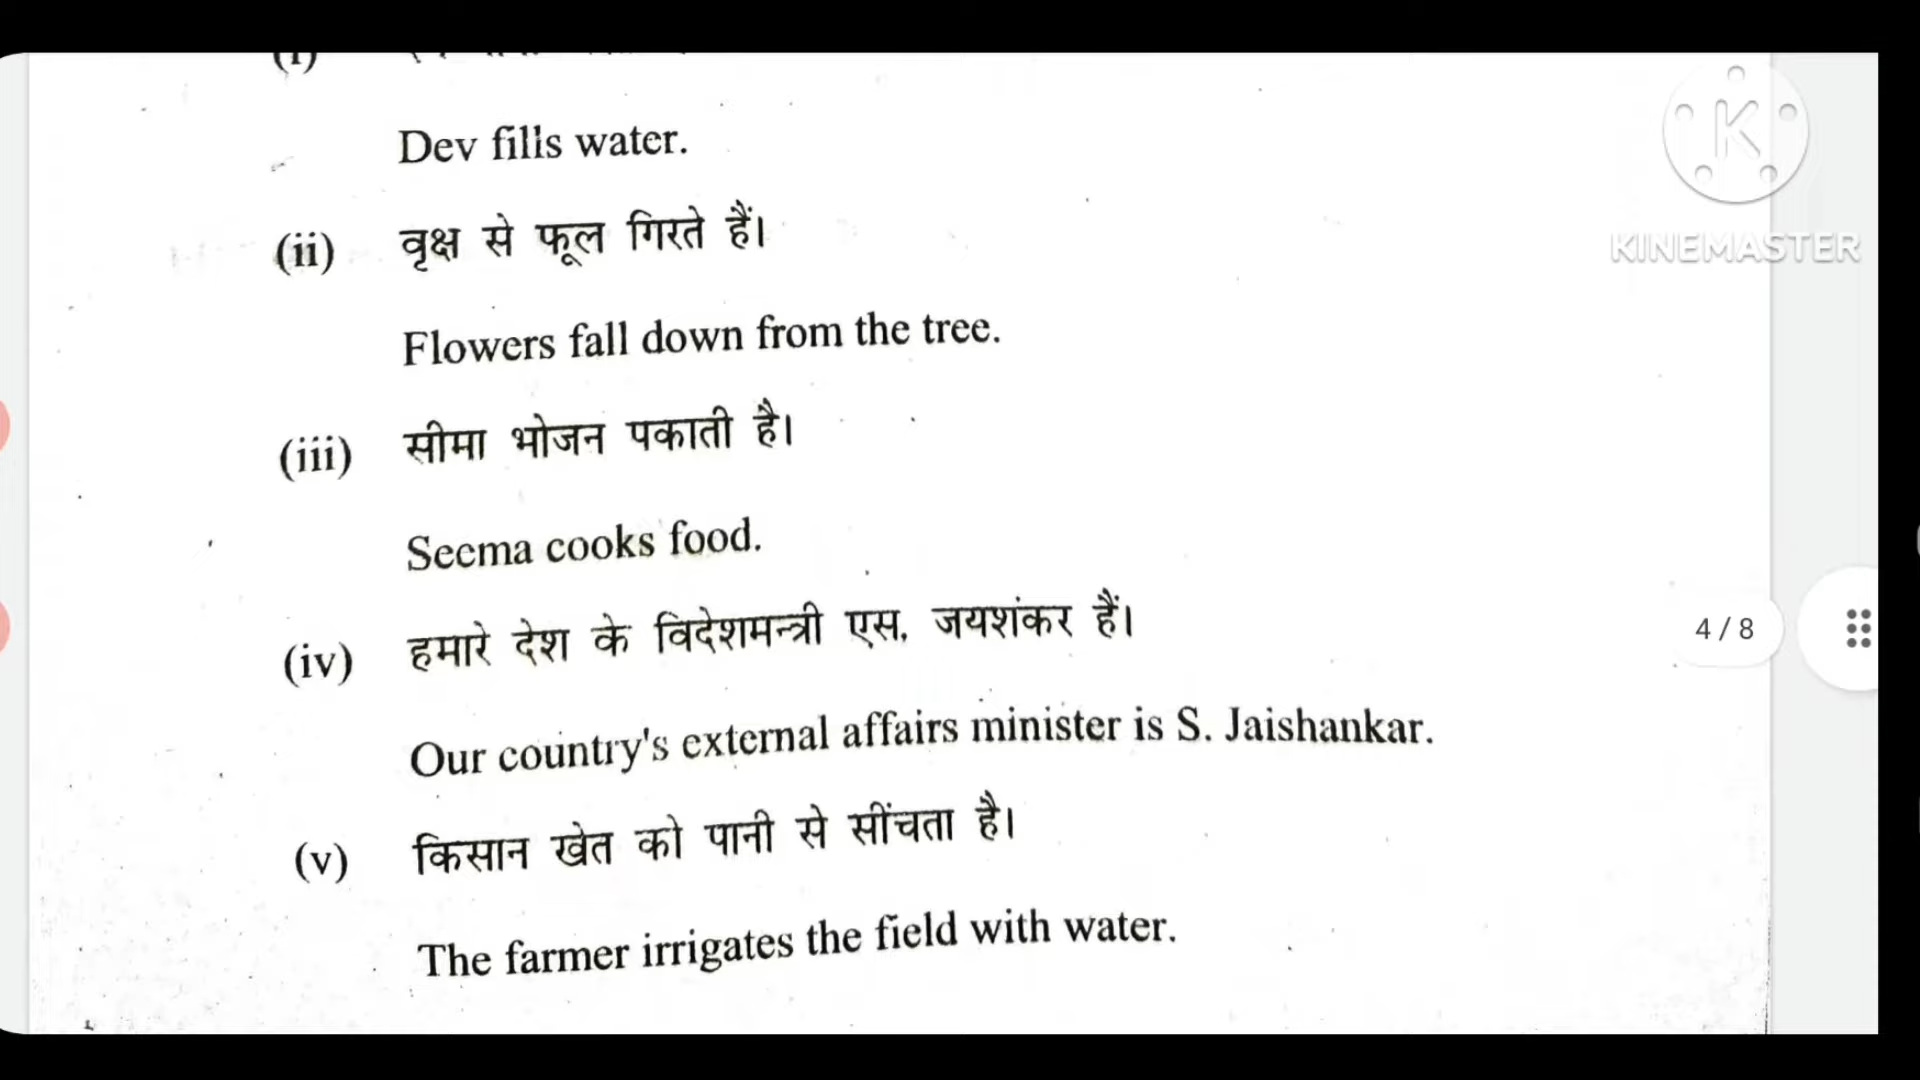 (i)
Dev fills water.
(ii) वृक्ष से फूल गिरते हैं।
Flowers fall down from the tree.
(iii) सीमा भोजन पकाती है।
Seema cooks food.
(iv) हमारे देश के विदेशमन्त्री एस. जयशंकर हैं।
Our country's external affairs minister is S. Jaishankar.
(v) किसान खेत को पानी से सींचता है।
The farmer irrigates the field with water.
K
KINEMASTER
4 / 8